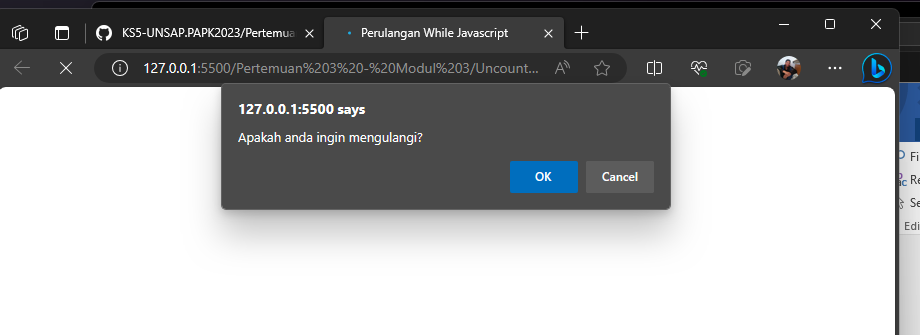 KS5-UNSAP.PAPK2023/Pertemua
Perulangan While Javascript
127.0.0.1:5500/Pertemuan%203%20-%20Modul%203/Uncount...
127.0.0.1:5500 says
Apakah anda ingin mengulangi?
OK
Cancel
Fi
Re
Se
Edi